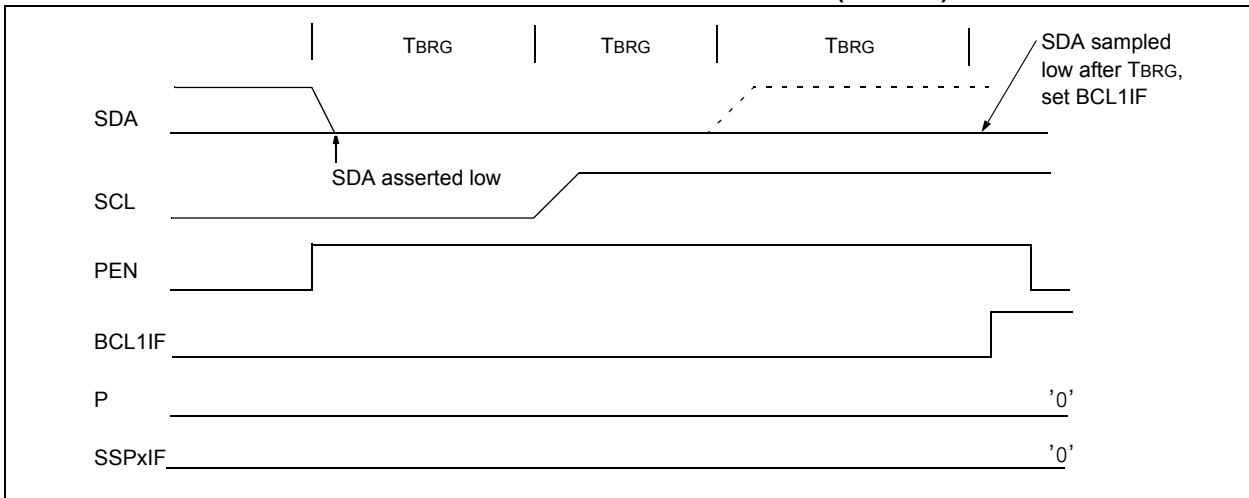 TBRG TBRG TBRG
SDA sampled
low after TBRG,
set BCL1IF
SDA
SDA asserted low
SCL
PEN
BCL1IF
P '0'
SSPxIF '0'